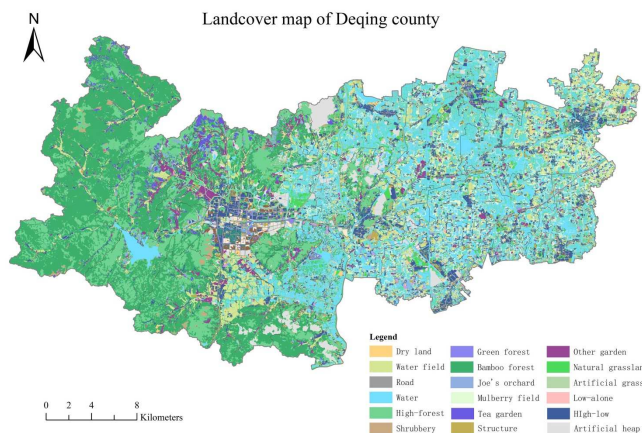 Landcover map of Deqing county
N
Legend
Dry land
Water field
Road
Water
High-forest
Shrubbery
Green forest
Bamboo forest
Joe's orchard
Mulberry field
Tea garden
Structure
Other garden
Natural grasslan
Artificial grass
Low-alone
HIgh-low
Artificial heap
0 2 4 8
Kilometers